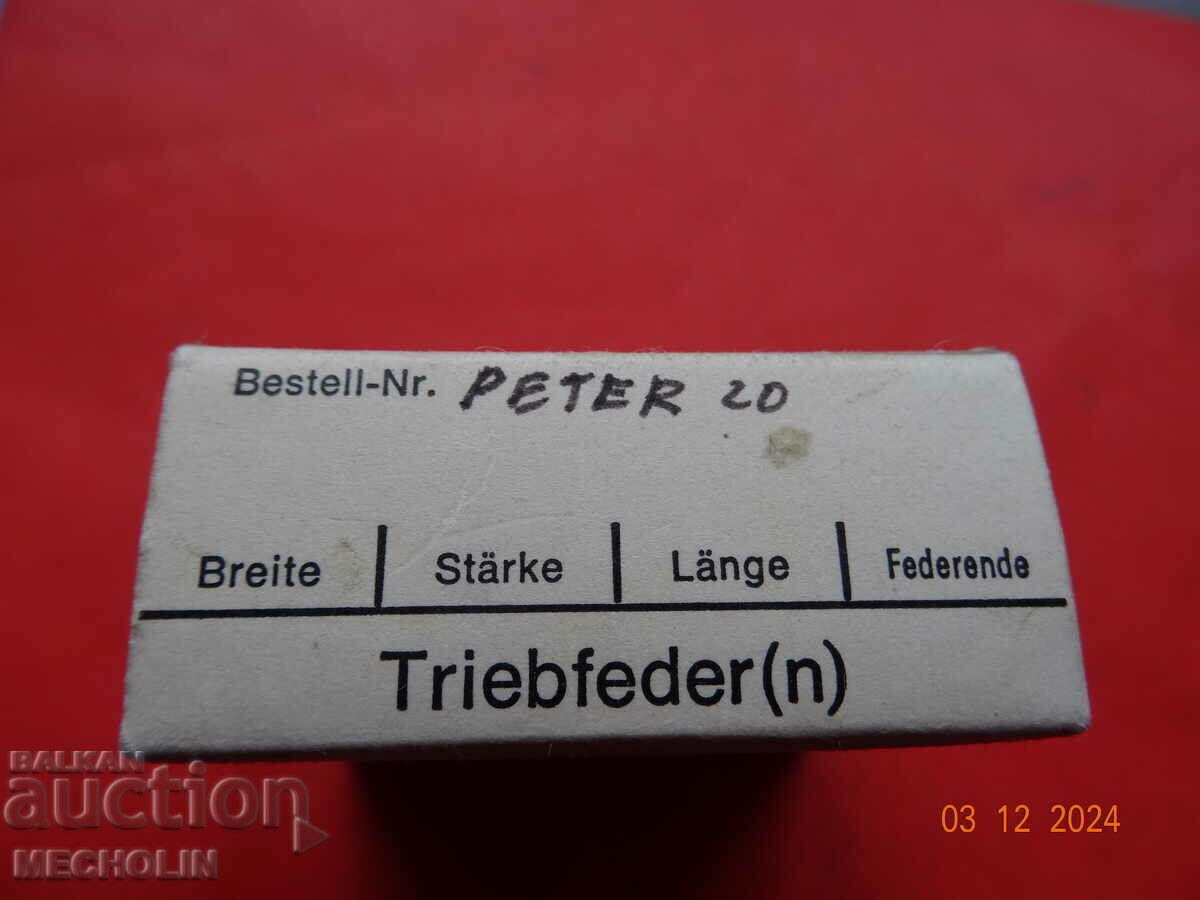 Bestell-Nr. PETER 20
Breite | Stärke | Länge | Federende
Triebfeder(n)
BALKAN
auction
MECHOLIN
03 12 2024